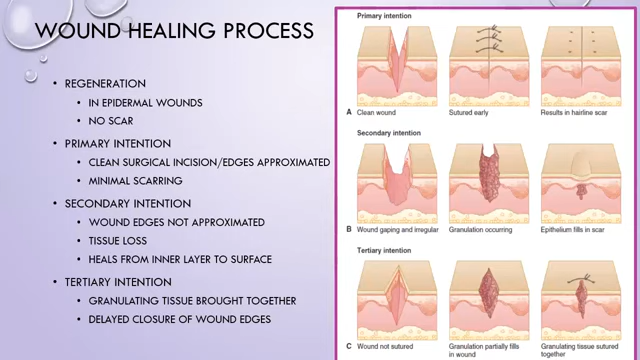 WOUND HEALING PROCESS
• REGENERATION
• IN EPIDERMAL WOUNDS
• NO SCAR
• PRIMARY INTENTION
• CLEAN SURGICAL INCISION/EDGES APPROXIMATED
• MINIMAL SCARRING
• SECONDARY INTENTION
• WOUND EDGES NOT APPROXIMATED
• TISSUE LOSS
• HEALS FROM INNER LAYER TO SURFACE
• TERTIARY INTENTION
• GRANULATING TISSUE BROUGHT TOGETHER
• DELAYED CLOSURE OF WOUND EDGES
Primary intention
A Clean wound
Sutured early
Results in hairline scar
Secondary intention
B Wound gaping and irregular
Granulation occurring
Epithelium fills in scar
Tertiary intention
C Wound not sutured
Granulation partially fills
in wound
Granulating tissue sutured
together